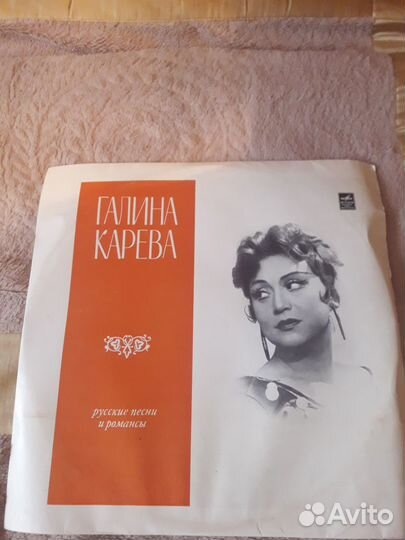 ГАЛИНА
КАРЕВА
русские песни
и романсы
Avito